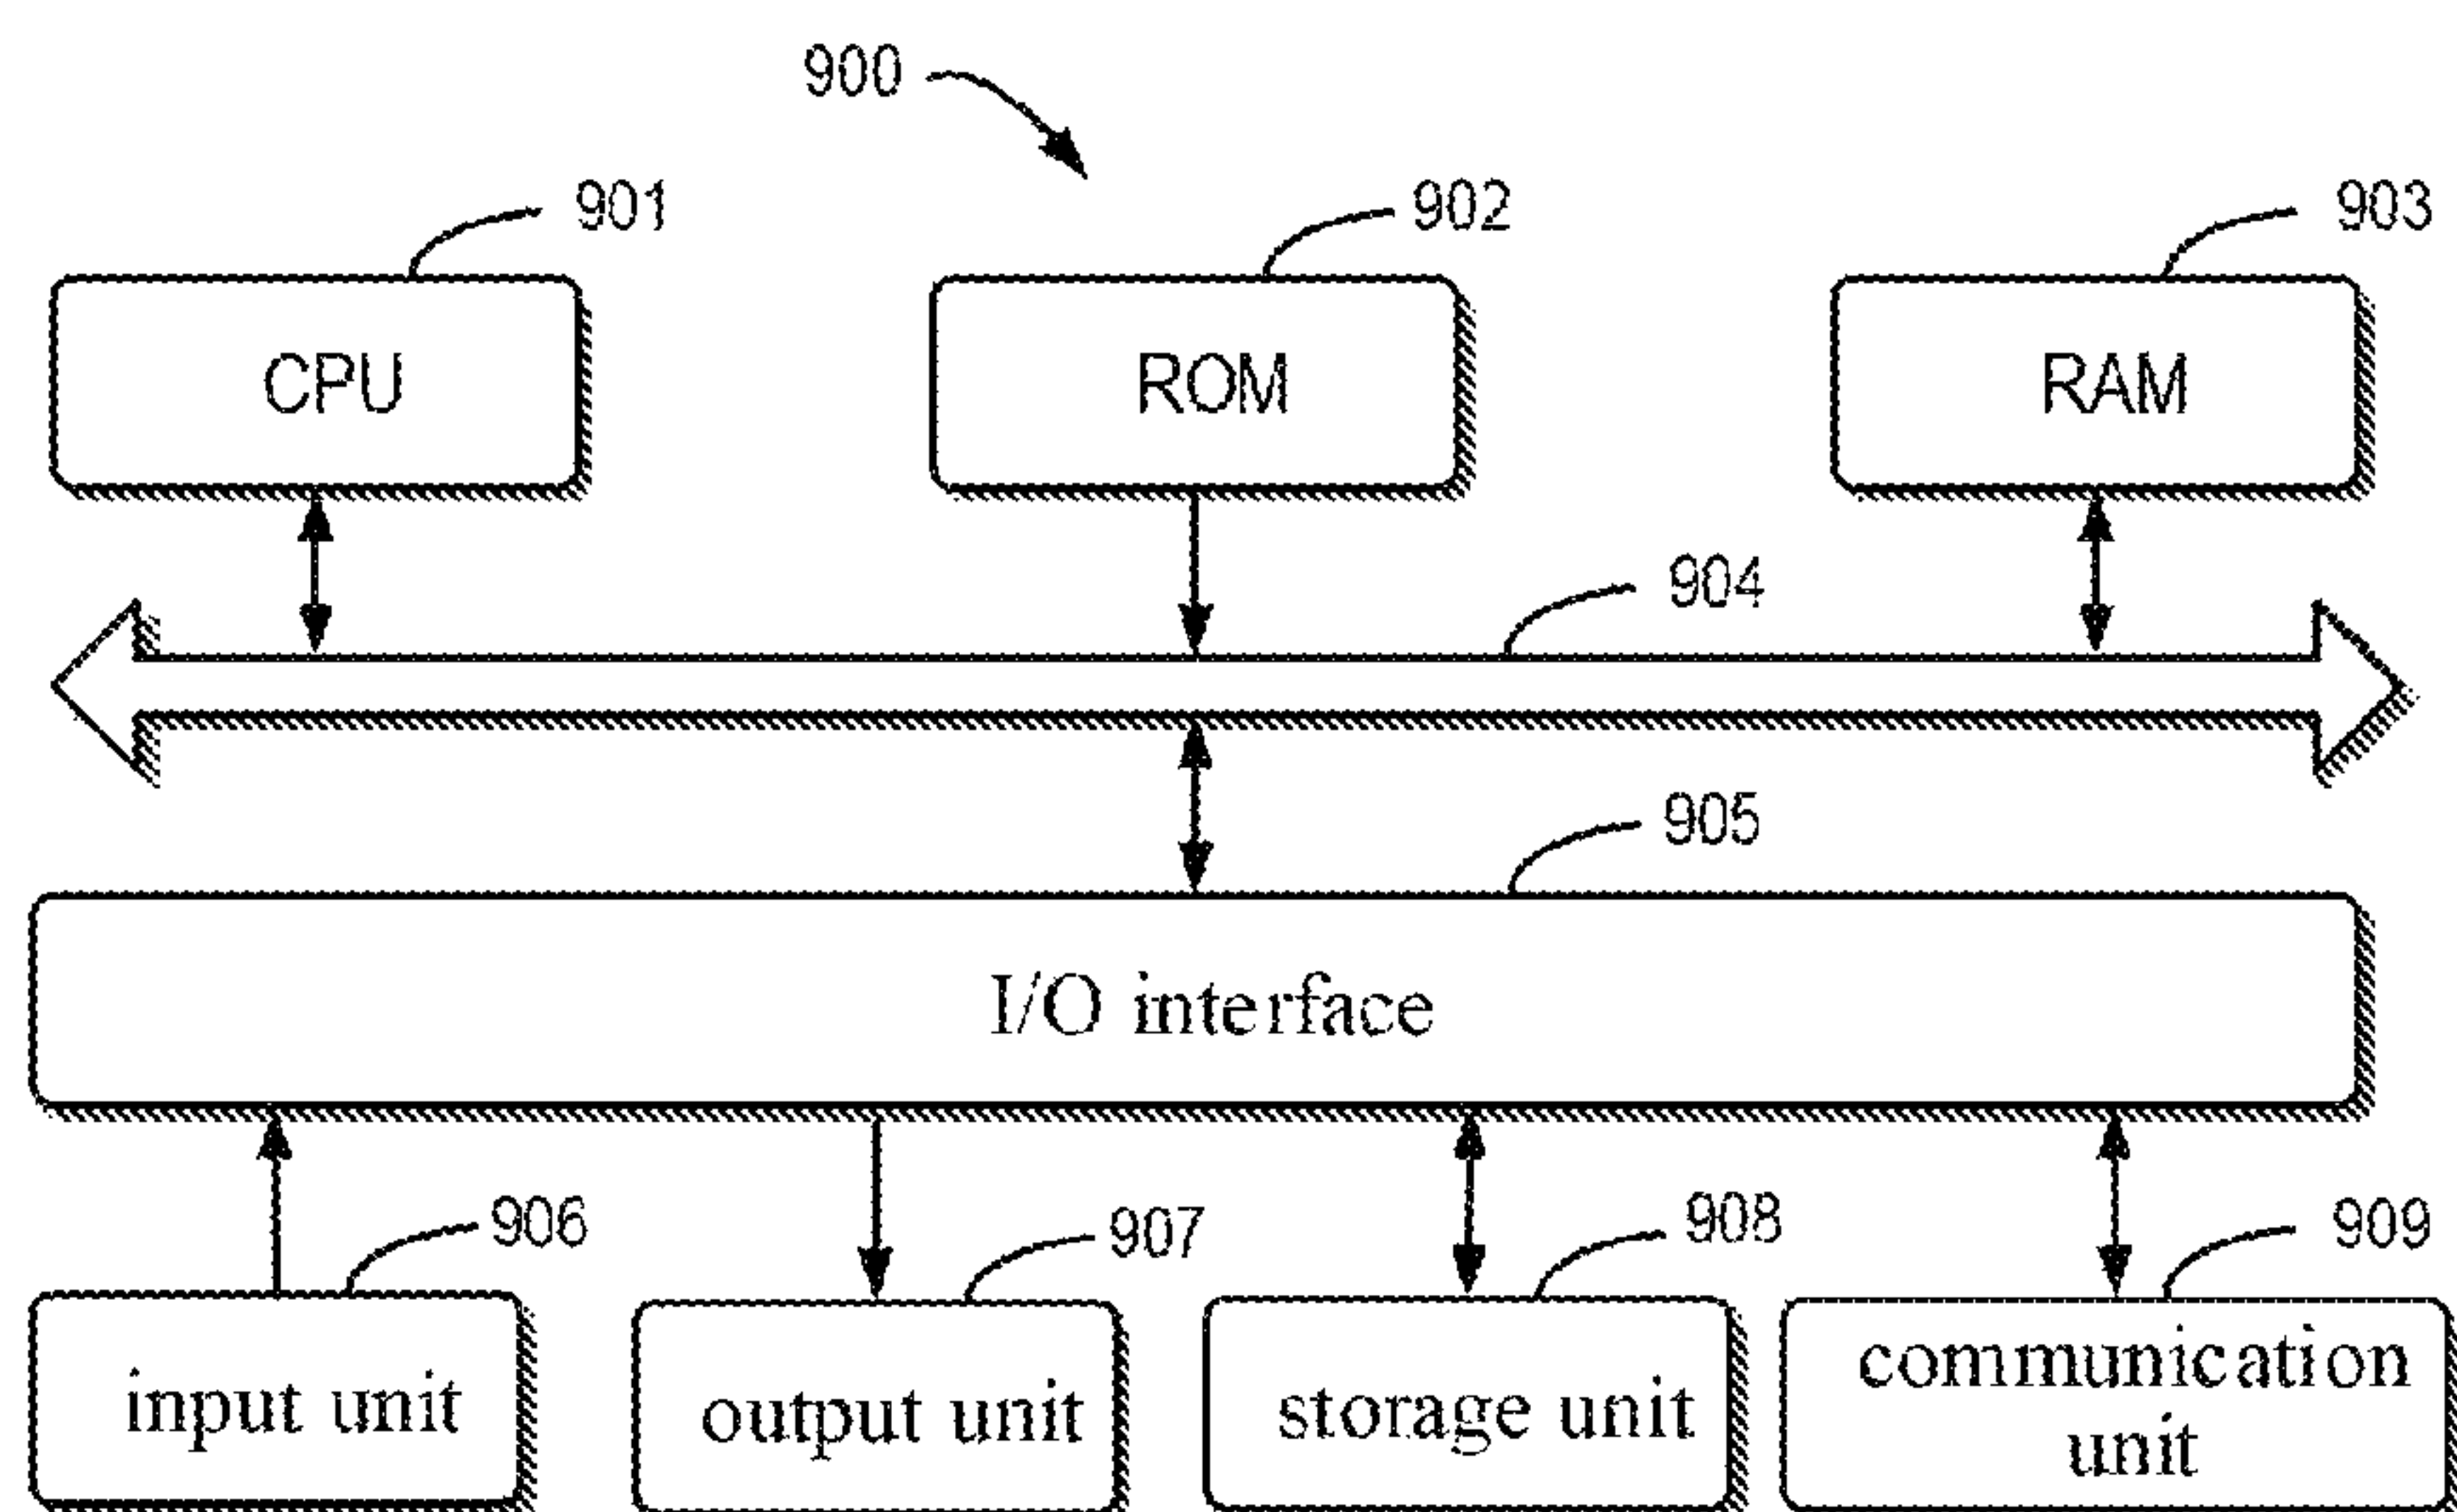 900
901
902
903
CPU
ROM
RAM
904
905
I/O interface
906
907
908
909
input unit
output unit
storage unit
communication
unit